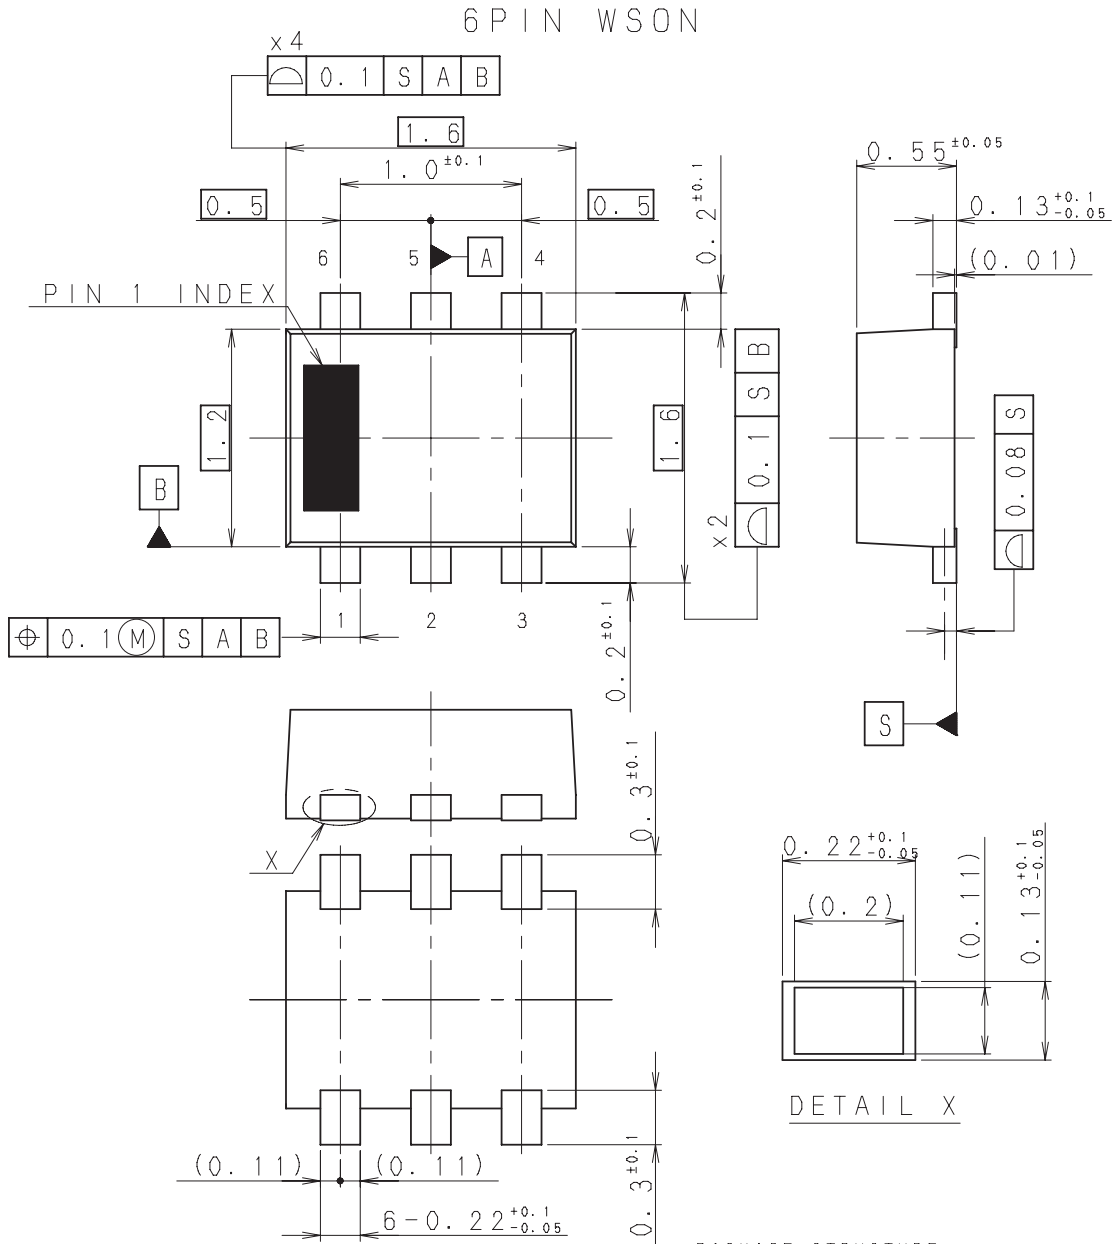 6PIN WSON
x4
0.1 S A B
1.6
1.0±0.1
0.5
0.5
0.2±0.1
0.55±0.05
0.13+0.1-0.05
(0.01)
6
5
A
4
PIN 1 INDEX
1.2
1.6
x2
0.1 S B
0.08 S
B
0.1 M S A B
1
2
3
0.2±0.1
S
0.3±0.1
X
0.22+0.1-0.05
(0.2)
(0.11)
0.13+0.1-0.05
DETAIL X
(0.11)
(0.11)
6-0.22+0.1-0.05
0.3±0.1